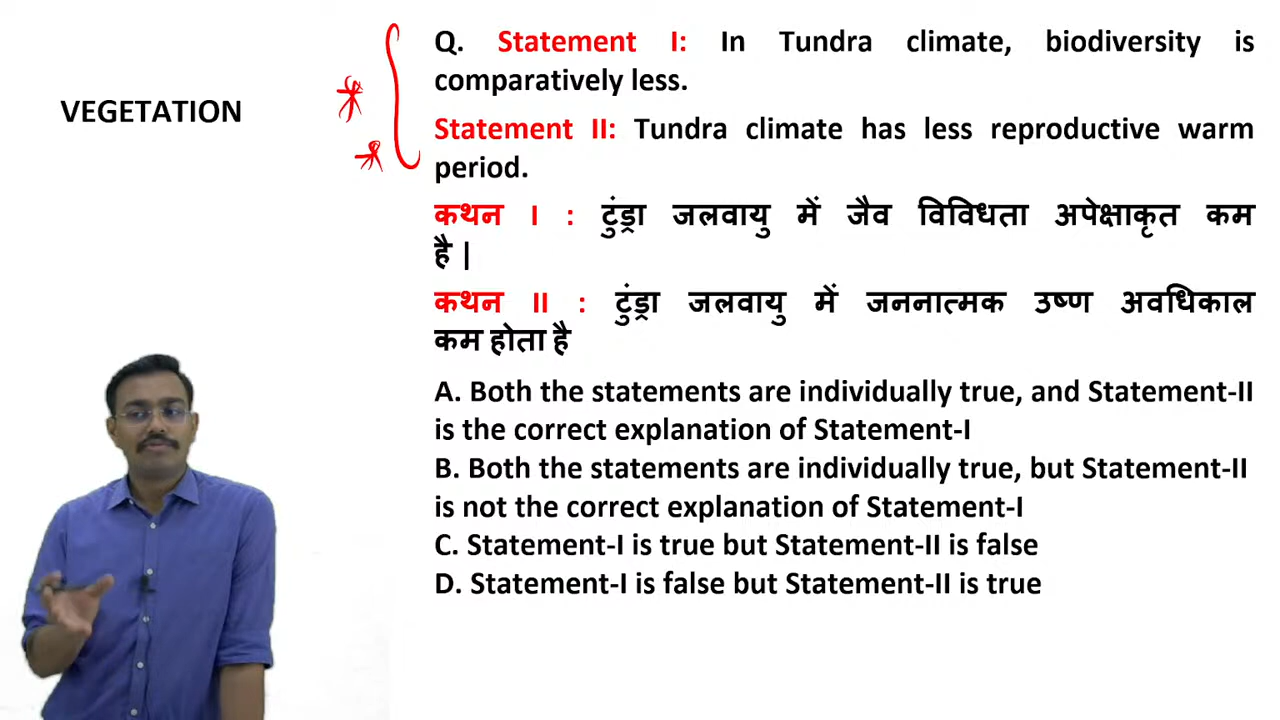 VEGETATION
Q. Statement I: In Tundra climate, biodiversity is
comparatively less.
Statement II: Tundra climate has less reproductive warm
period.
कथन I : टुंड्रा जलवायु में जैव विविधता अपेक्षाकृत कम
है |
कथन II : टुंड्रा जलवायु में जननात्मक उष्ण अवधिकाल
कम होता है
A. Both the statements are individually true, and Statement-II
is the correct explanation of Statement-I
B. Both the statements are individually true, but Statement-II
is not the correct explanation of Statement-I
C. Statement-I is true but Statement-II is false
D. Statement-I is false but Statement-II is true